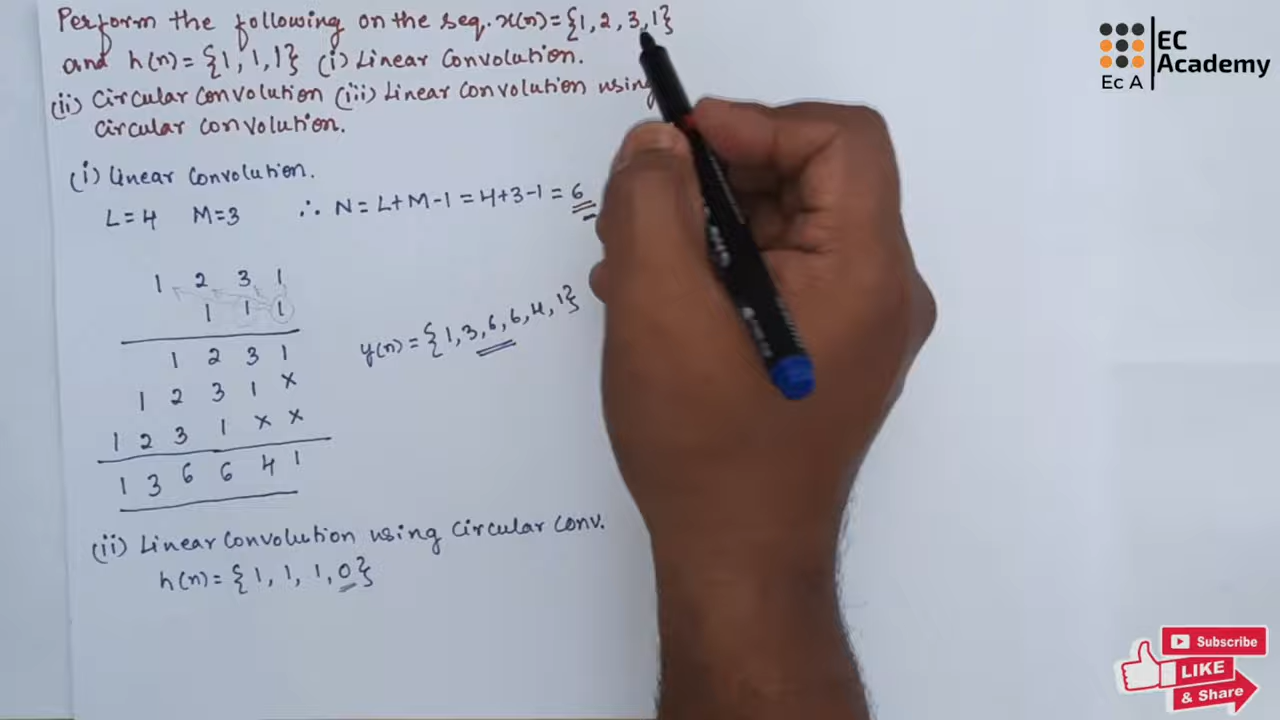 Perform the following on the seq. x(n) = {1, 2, 3, 1}
and h(n) = {1, 1, 1} (i) Linear Convolution.
(ii) Circular Convolution (iii) Linear Convolution using
Circular Convolution.
(i) Linear Convolution.
L = 4 M = 3 ∴ N = L+M-1 = 4+3-1 = 6
1 2 3 1
1 1 1
1 2 3 1
1 2 3 1 x
1 2 3 1 x x
1 3 6 6 4 1
y(n) = {1, 3, 6, 6, 4, 1}
(ii) Linear Convolution using Circular Conv.
h(n) = {1, 1, 1, 0}
EC
Academy
Ec A
Subscribe
LIKE
& Share